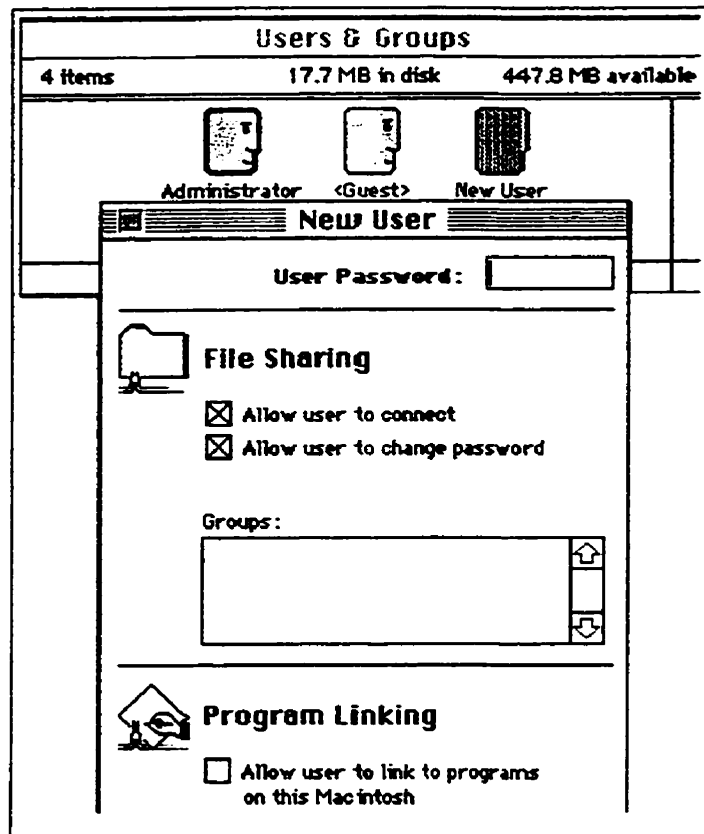 Users & Groups
4 items 17.7 MB in disk 447.8 MB available
Administrator <Guest> New User
New User
User Password:
File Sharing
Allow user to connect
Allow user to change password
Groups:
Program Linking
Allow user to link to programs
on this Macintosh